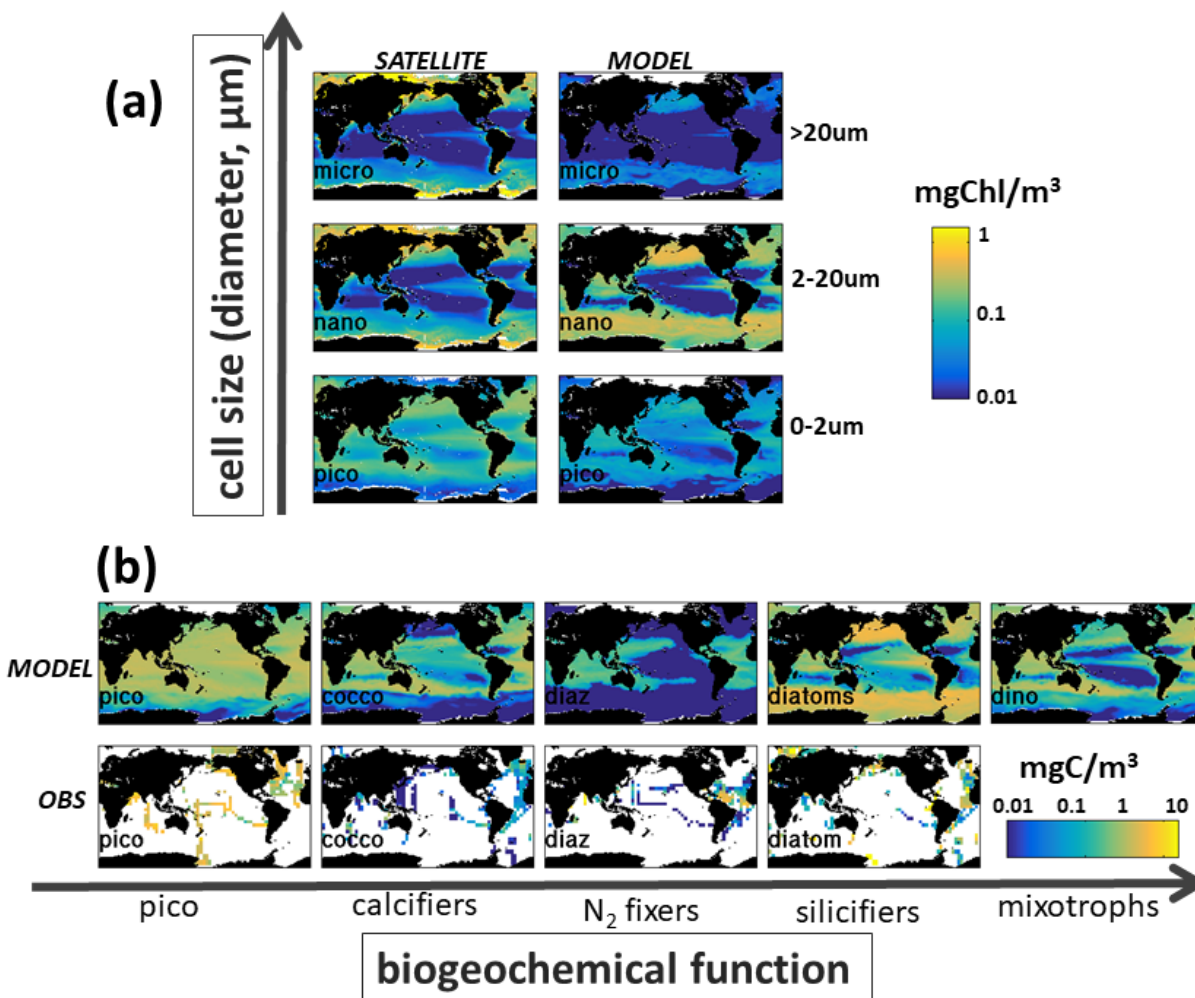 (a)
cell size (diameter, µm)
SATELLITE MODEL
micro micro >20um
nano nano 2-20um
pico pico 0-2um
mgChl/m³
1
0.1
0.01
(b)
MODEL
pico cocco diaz diatoms dino
OBS
pico cocco diaz diatom
mgC/m³
0.01 0.1 1 10
pico calcifiers N₂ fixers silicifiers mixotrophs
biogeochemical function